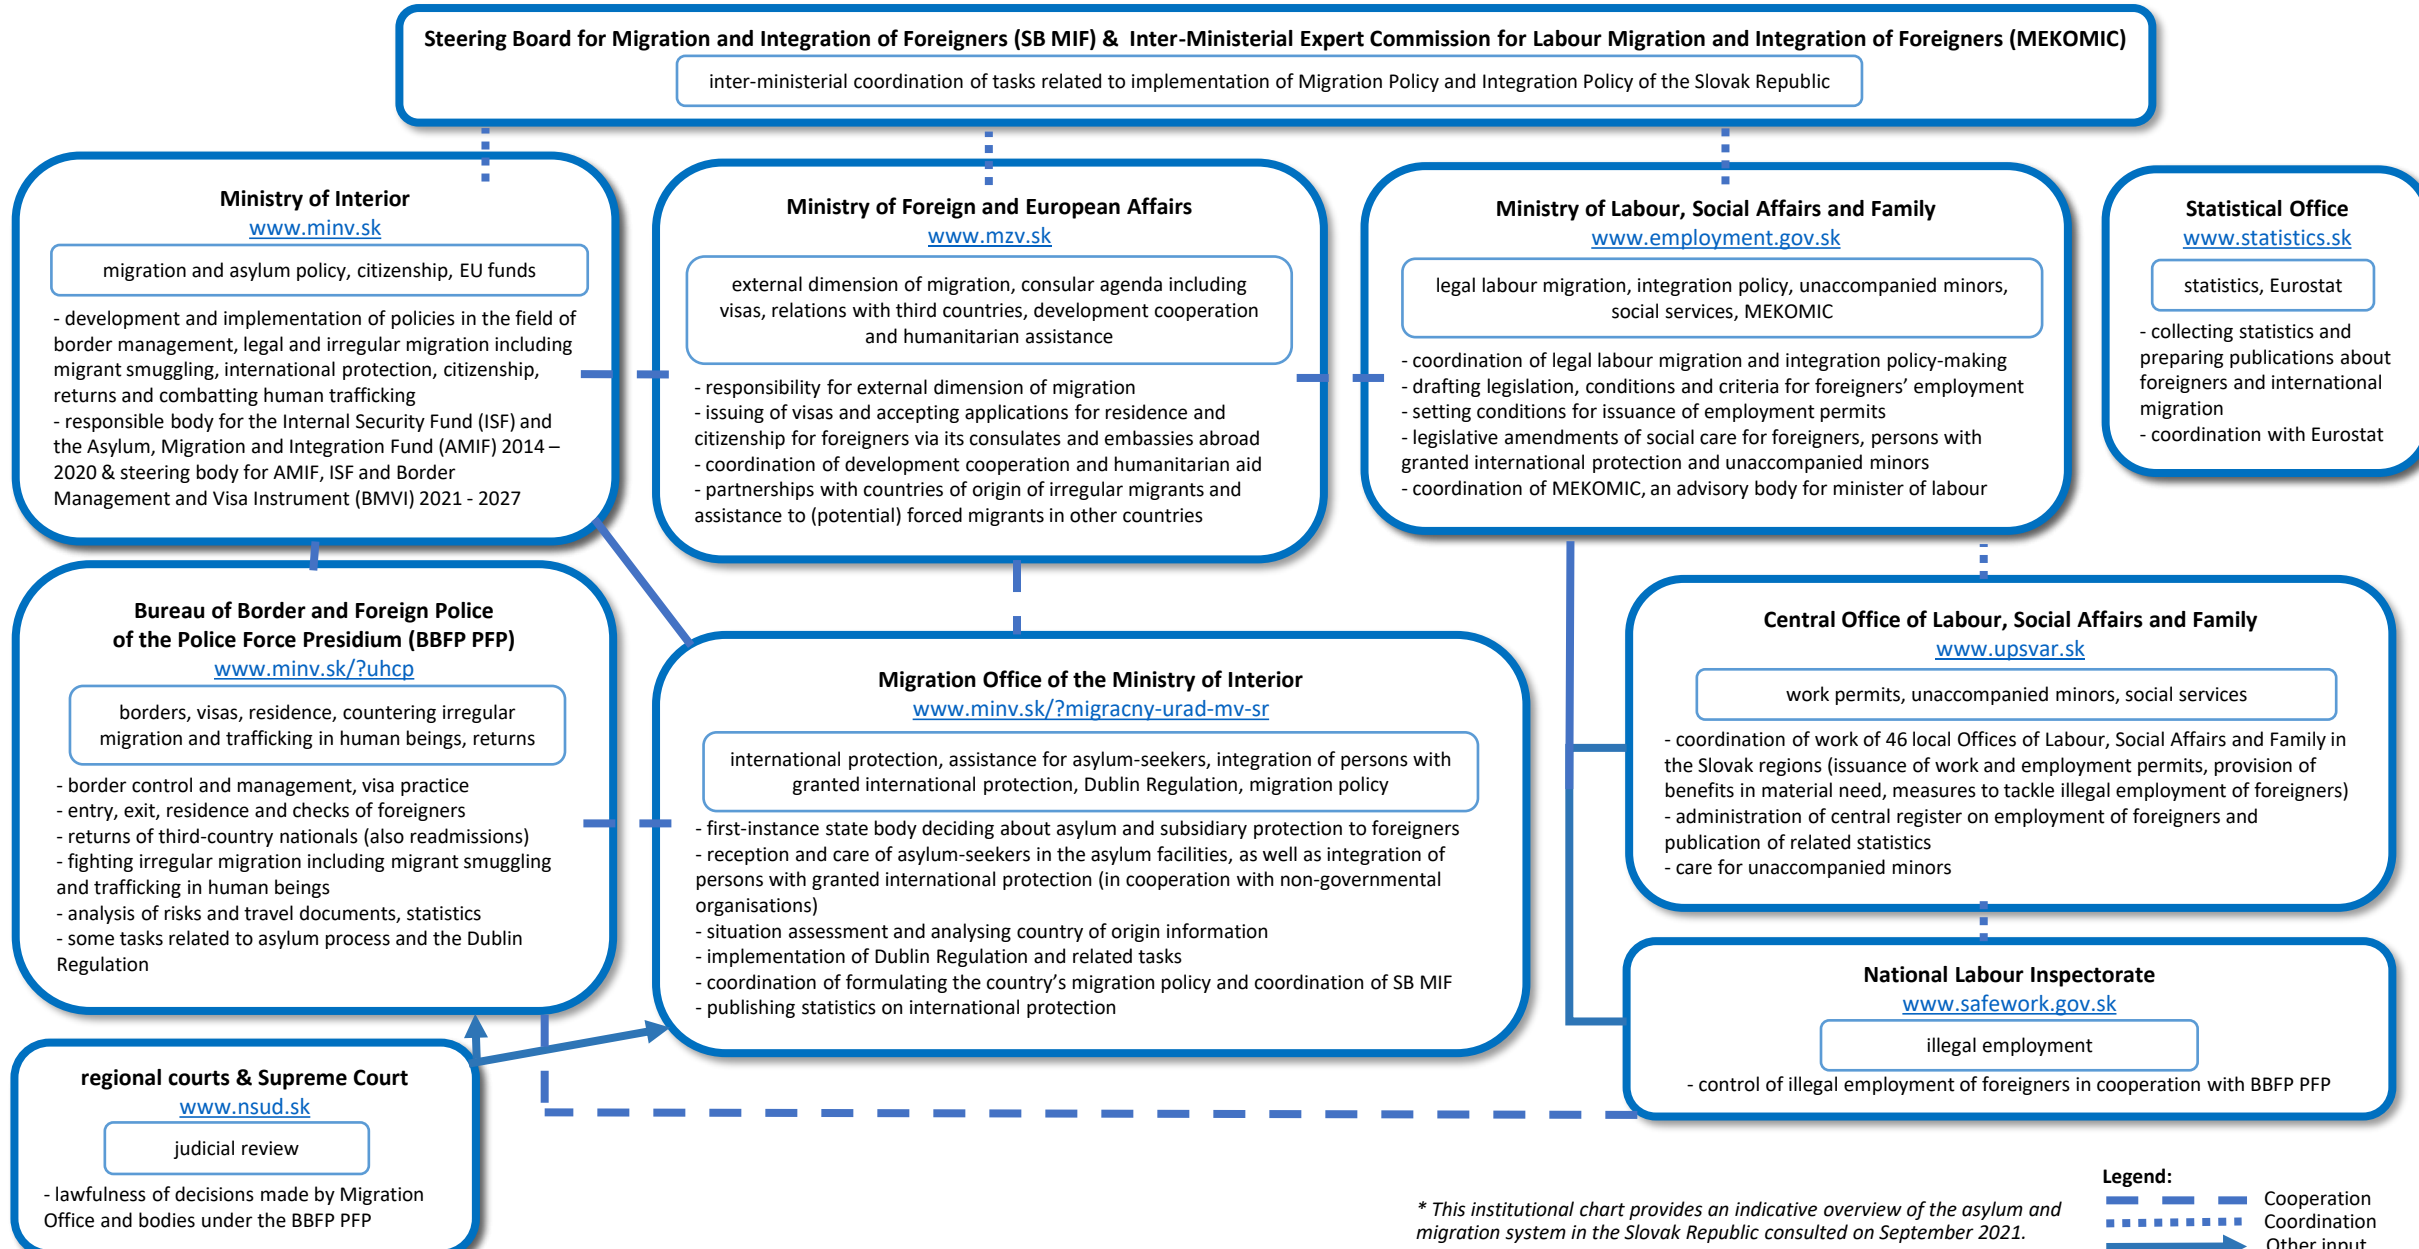 Steering Board for Migration and Integration of Foreigners (SB MIF) & Inter-Ministerial Expert Commission for Labour Migration and Integration of Foreigners (MEKOMIC)
inter-ministerial coordination of tasks related to implementation of Migration Policy and Integration Policy of the Slovak Republic
Ministry of Interior
www.minv.sk
migration and asylum policy, citizenship, EU funds
- development and implementation of policies in the field of
border management, legal and irregular migration including
migrant smuggling, international protection, citizenship,
returns and combatting human trafficking
- responsible body for the Internal Security Fund (ISF) and
the Asylum, Migration and Integration Fund (AMIF) 2014 –
2020 & steering body for AMIF, ISF and Border
Management and Visa Instrument (BMVI) 2021 - 2027
Ministry of Foreign and European Affairs
www.mzv.sk
external dimension of migration, consular agenda including
visas, relations with third countries, development cooperation
and humanitarian assistance
- responsibility for external dimension of migration
- issuing of visas and accepting applications for residence and
citizenship for foreigners via its consulates and embassies abroad
- coordination of development cooperation and humanitarian aid
- partnerships with countries of origin of irregular migrants and
assistance to (potential) forced migrants in other countries
Ministry of Labour, Social Affairs and Family
www.employment.gov.sk
legal labour migration, integration policy, unaccompanied minors,
social services, MEKOMIC
- coordination of legal labour migration and integration policy-making
- drafting legislation, conditions and criteria for foreigners' employment
- setting conditions for issuance of employment permits
- legislative amendments of social care for foreigners, persons with
granted international protection and unaccompanied minors
- coordination of MEKOMIC, an advisory body for minister of labour
Statistical Office
www.statistics.sk
statistics, Eurostat
- collecting statistics and
preparing publications about
foreigners and international
migration
- coordination with Eurostat
Bureau of Border and Foreign Police
of the Police Force Presidium (BBFP PFP)
www.minv.sk/?uhcp
borders, visas, residence, countering irregular
migration and trafficking in human beings, returns
- border control and management, visa practice
- entry, exit, residence and checks of foreigners
- returns of third-country nationals (also readmissions)
- fighting irregular migration including migrant smuggling
and trafficking in human beings
- analysis of risks and travel documents, statistics
- some tasks related to asylum process and the Dublin
Regulation
Migration Office of the Ministry of Interior
www.minv.sk/?migracny-urad-mv-sr
international protection, assistance for asylum-seekers, integration of persons with
granted international protection, Dublin Regulation, migration policy
- first-instance state body deciding about asylum and subsidiary protection to foreigners
- reception and care of asylum-seekers in the asylum facilities, as well as integration of
persons with granted international protection (in cooperation with non-governmental
organisations)
- situation assessment and analysing country of origin information
- implementation of Dublin Regulation and related tasks
- coordination of formulating the country's migration policy and coordination of SB MIF
- publishing statistics on international protection
Central Office of Labour, Social Affairs and Family
www.upsvar.sk
work permits, unaccompanied minors, social services
- coordination of work of 46 local Offices of Labour, Social Affairs and Family in
the Slovak regions (issuance of work and employment permits, provision of
benefits in material need, measures to tackle illegal employment of foreigners)
- administration of central register on employment of foreigners and
publication of related statistics
- care for unaccompanied minors
National Labour Inspectorate
www.safework.gov.sk
illegal employment
- control of illegal employment of foreigners in cooperation with BBFP PFP
regional courts & Supreme Court
www.nsud.sk
judicial review
- lawfulness of decisions made by Migration
Office and bodies under the BBFP PFP
* This institutional chart provides an indicative overview of the asylum and
migration system in the Slovak Republic consulted on September 2021.
Legend:
Cooperation
Coordination
Other input